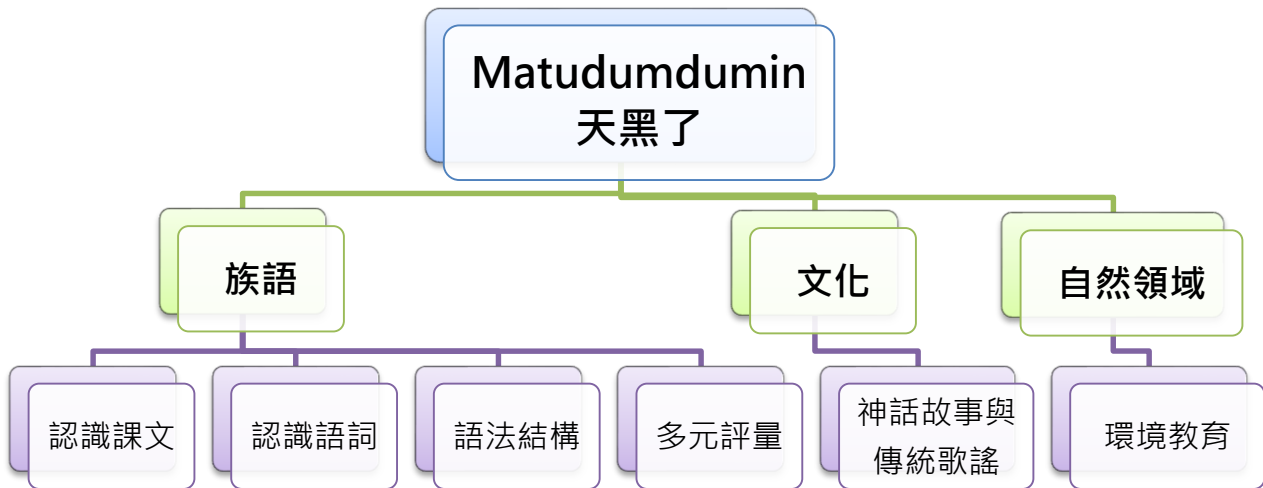 Matudumdumin
天黑了
族語
文化
自然領域
認識課文
認識語詞
語法結構
多元評量
神話故事與
傳統歌謠
環境教育